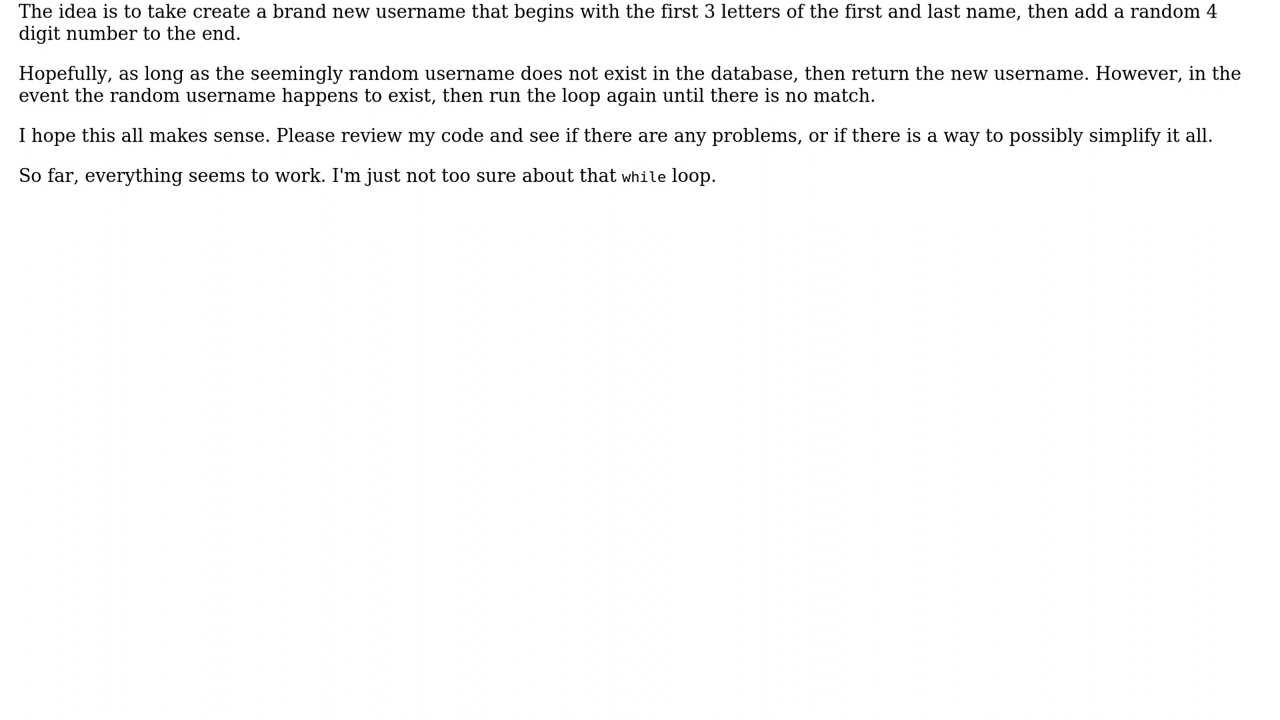 The idea is to take create a brand new username that begins with the first 3 letters of the first and last name, then add a random 4
digit number to the end.
Hopefully, as long as the seemingly random username does not exist in the database, then return the new username. However, in the
event the random username happens to exist, then run the loop again until there is no match.
I hope this all makes sense. Please review my code and see if there are any problems, or if there is a way to possibly simplify it all.
So far, everything seems to work. I'm just not too sure about that while loop.